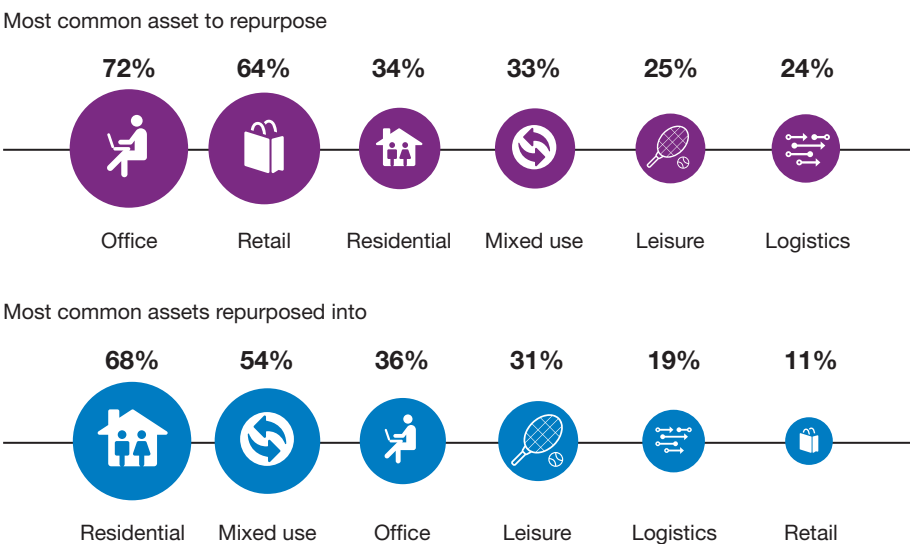 Most common asset to repurpose
72% 64% 34% 33% 25% 24%
Office Retail Residential Mixed use Leisure Logistics
Most common assets repurposed into
68% 54% 36% 31% 19% 11%
Residential Mixed use Office Leisure Logistics Retail